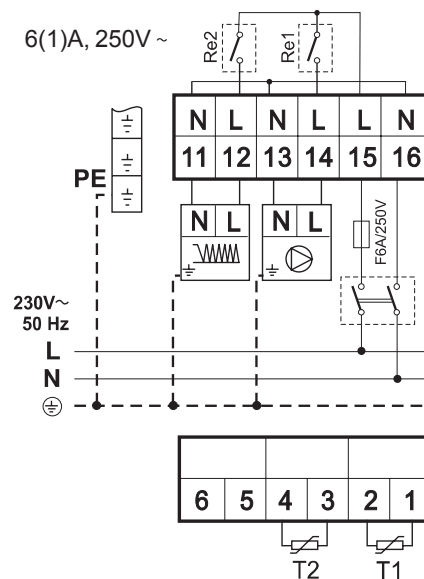 6(1)A, 250V ~
Re2
Re1
N L N L L N
11 12 13 14 15 16
PE
N L
N L
F6A/250V
230V~
50 Hz
L
N
6 5 4 3 2 1
T2
T1